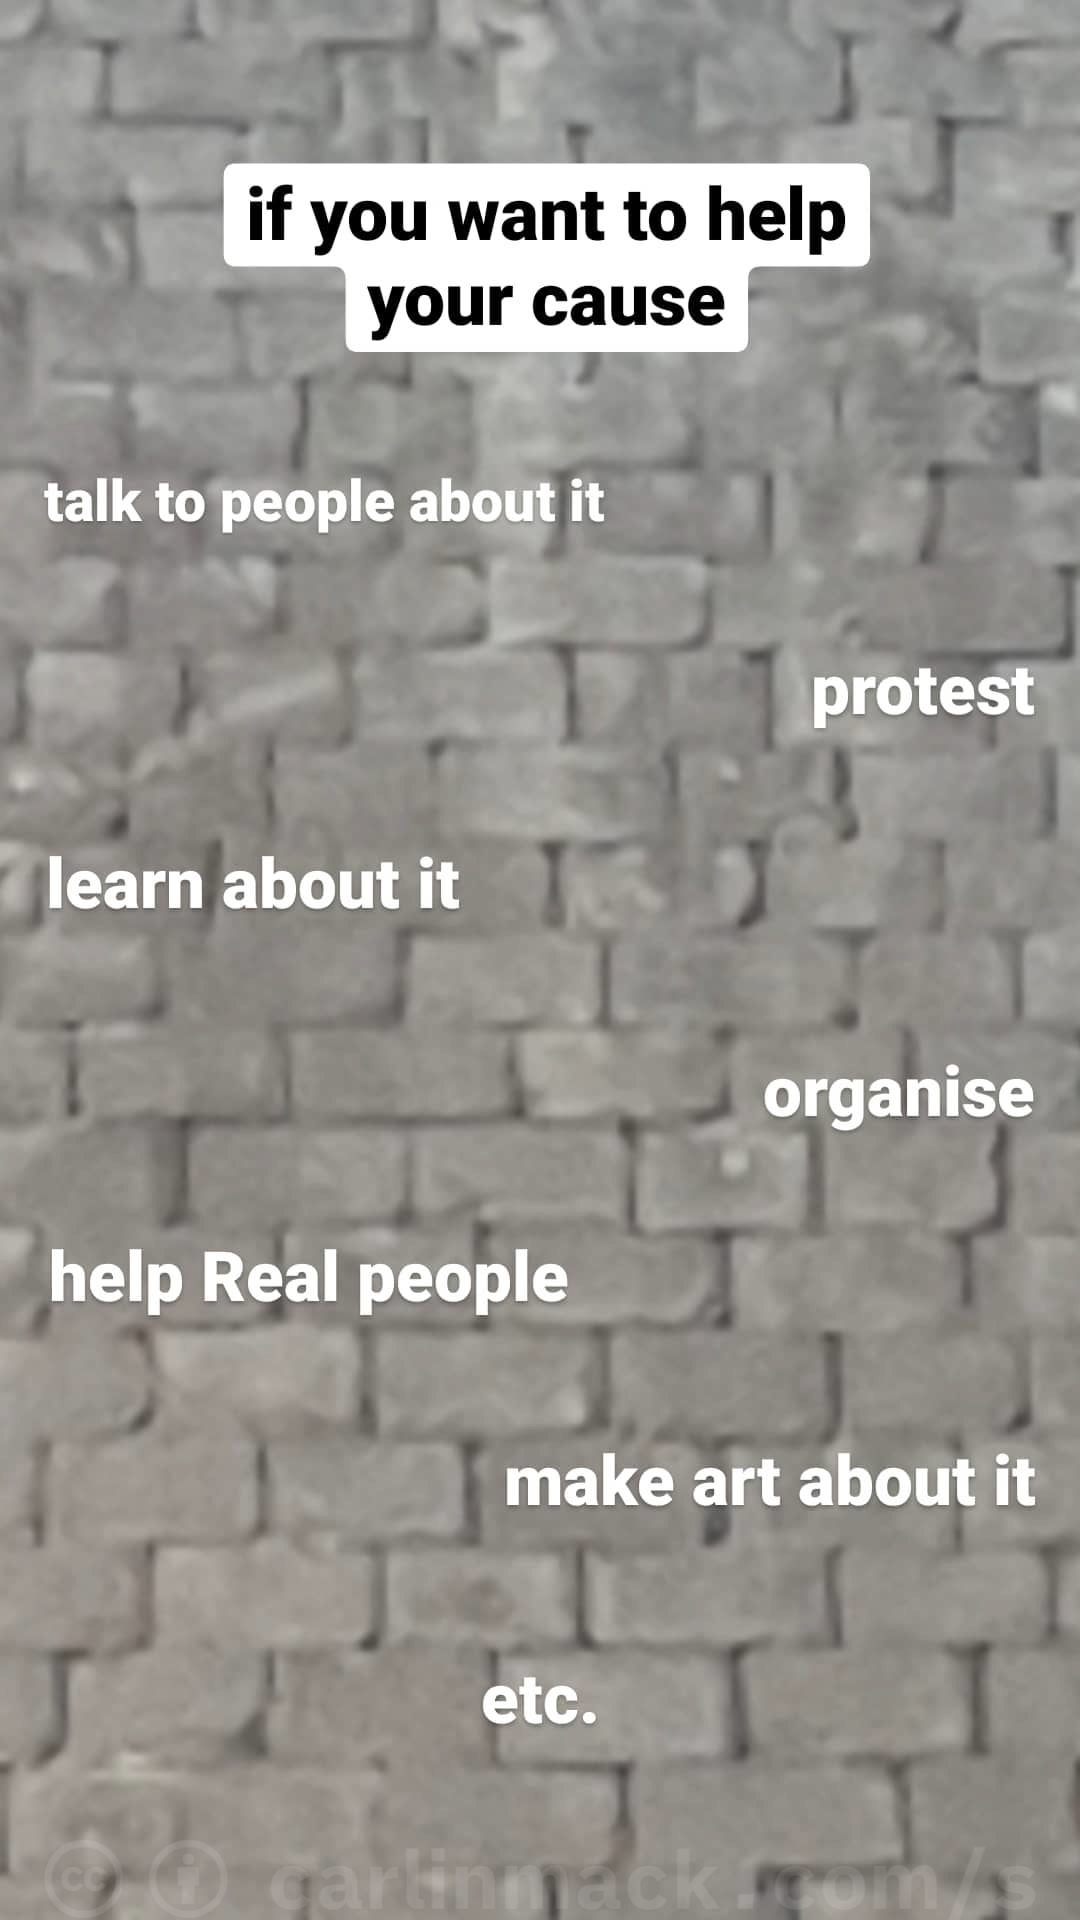 if you want to help
your cause
talk to people about it
protest
learn about it
organise
help Real people
make art about it
etc.
cc carlinmack.com/s